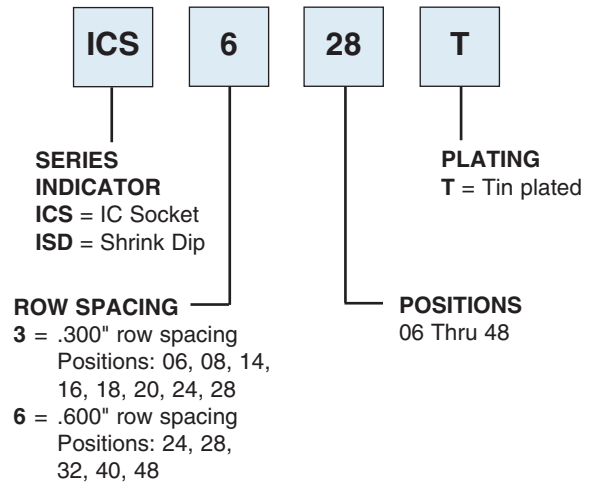 ICS 6 28 T
SERIES
INDICATOR
ICS = IC Socket
ISD = Shrink Dip
PLATING
T = Tin plated
ROW SPACING
3 = .300" row spacing
Positions: 06, 08, 14,
16, 18, 20, 24, 28
6 = .600" row spacing
Positions: 24, 28,
32, 40, 48
POSITIONS
06 Thru 48